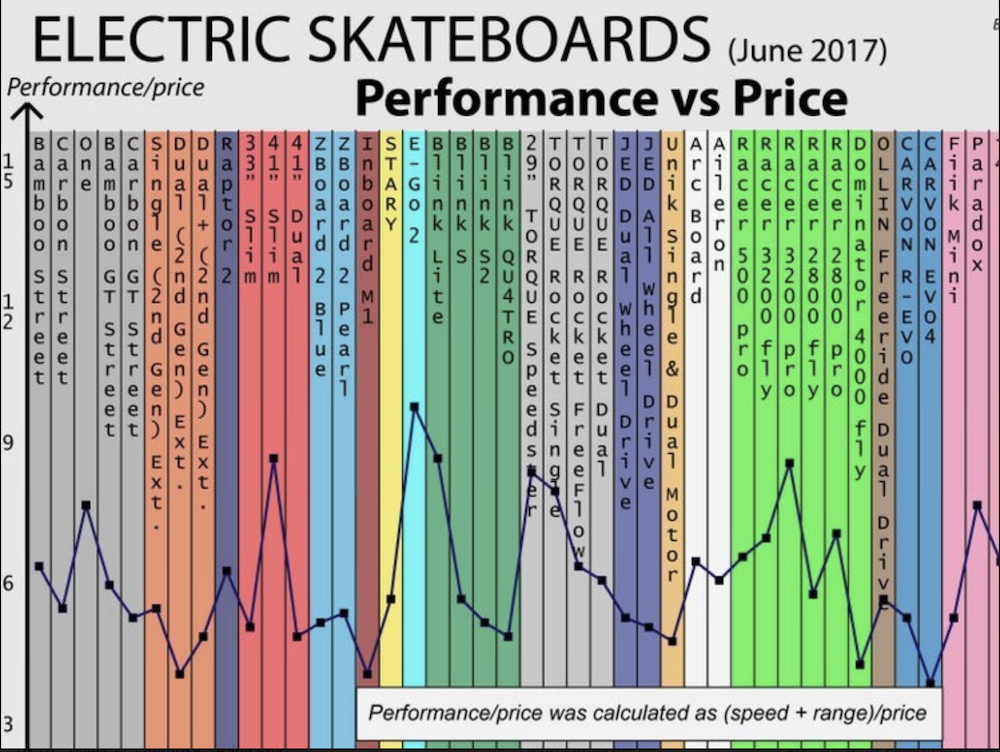 ELECTRIC SKATEBOARDS (June 2017)
Performance/price
Performance vs Price
15
12
9
6
3
Bamboo Street
Carbon Street
One
Bamboo GT Street
Carbon GT Street
Single (2nd Gen) Ext.
Dual (2nd Gen) Ext.
Dual+ (2nd Gen) Ext.
Raptor 2
33” Slim
41” Slim
41” Dual
ZBoard 2 Blue
ZBoard 2 Pearl
Inboard M1
STARY
E-GO 2
Blink Lite
Blink S
Blink S2
Blink QU4TRO
29” TORQUE Speedster
TORQUE Rocket Single
TORQUE Rocket FreeFlow
TORQUE Rocket Dual
JED Dual Wheel Drive
JED All Wheel Drive
Unik Single & Dual Motor
Arc Board
Aileron
Racer 500 pro
Racer 3200 fly
Racer 3200 pro
Racer 2800 fly
Racer 2800 pro
Dominator 4000 fly
OLLIN Freeride Dual Drive
CARVON R-EVO
CARVON EVO4
Fiik Mini
Paradox
Performance/price was calculated as (speed + range)/price